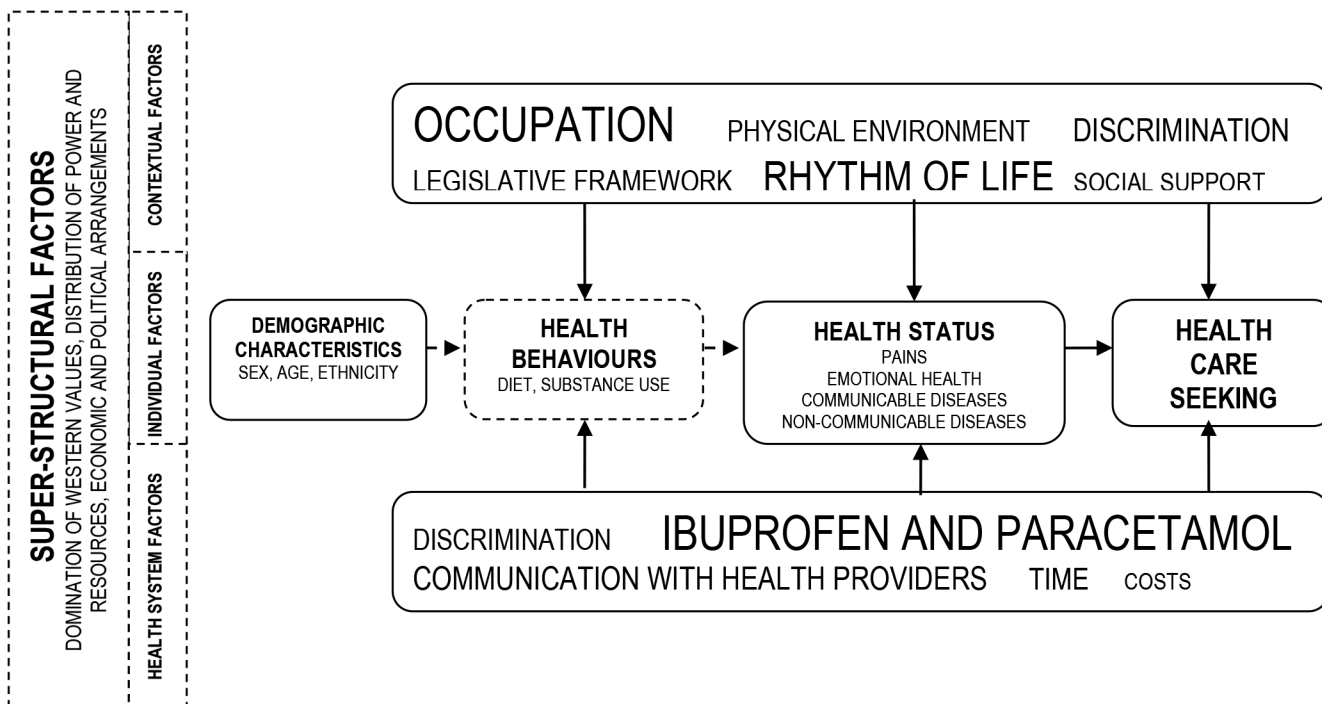 SUPER-STRUCTURAL FACTORS
DOMINATION OF WESTERN VALUES, DISTRIBUTION OF POWER AND
RESOURCES, ECONOMIC AND POLITICAL ARRANGEMENTS
CONTEXTUAL FACTORS
INDIVIDUAL FACTORS
HEALTH SYSTEM FACTORS
OCCUPATION PHYSICAL ENVIRONMENT DISCRIMINATION
LEGISLATIVE FRAMEWORK RHYTHM OF LIFE SOCIAL SUPPORT
DEMOGRAPHIC
CHARACTERISTICS
SEX, AGE, ETHNICITY
HEALTH
BEHAVIOURS
DIET, SUBSTANCE USE
HEALTH STATUS
PAINS
EMOTIONAL HEALTH
COMMUNICABLE DISEASES
NON-COMMUNICABLE DISEASES
HEALTH
CARE
SEEKING
DISCRIMINATION IBUPROFEN AND PARACETAMOL
COMMUNICATION WITH HEALTH PROVIDERS TIME COSTS